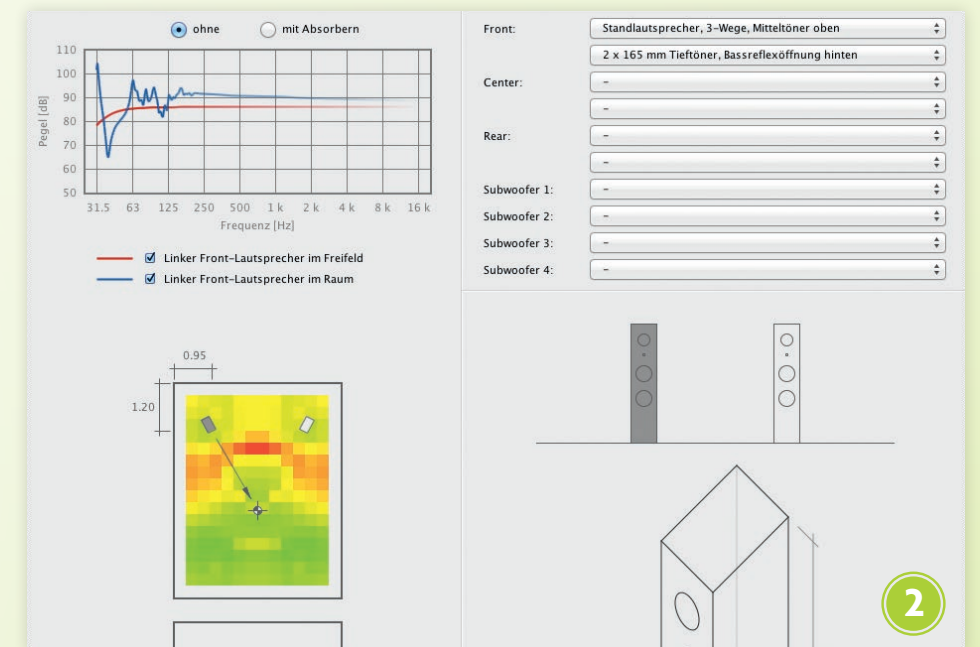 ohne mit Absorbern
110
100
90
80
70
60
50
Pegel [dB]
31.5 63 125 250 500 1 k 2 k 4 k 8 k 16 k
Frequenz [Hz]
Linker Front-Lautsprecher im Freifeld
Linker Front-Lautsprecher im Raum
0.95
1.20
Front: Standlautsprecher, 3-Wege, Mitteltöner oben
2 x 165 mm Tieftöner, Bassreflexöffnung hinten
Center: -
-
Rear: -
-
Subwoofer 1: -
Subwoofer 2: -
Subwoofer 3: -
Subwoofer 4: -
2